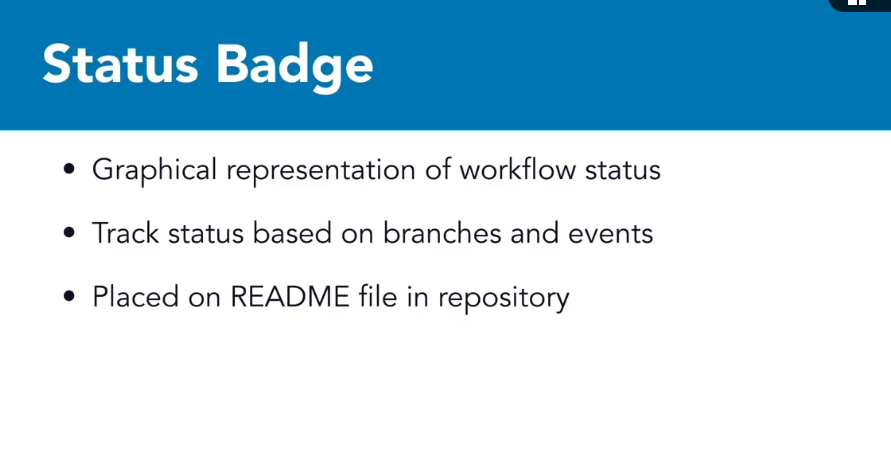 Status Badge
• Graphical representation of workflow status
• Track status based on branches and events
• Placed on README file in repository